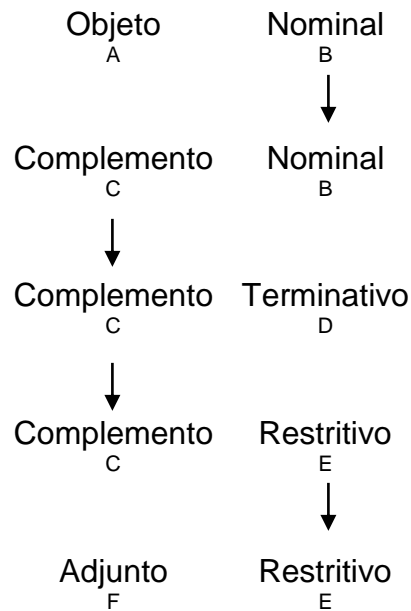 Objeto Nominal
A B
Complemento Nominal
C B
Complemento Terminativo
C D
Complemento Restritivo
C E
Adjunto Restritivo
F E